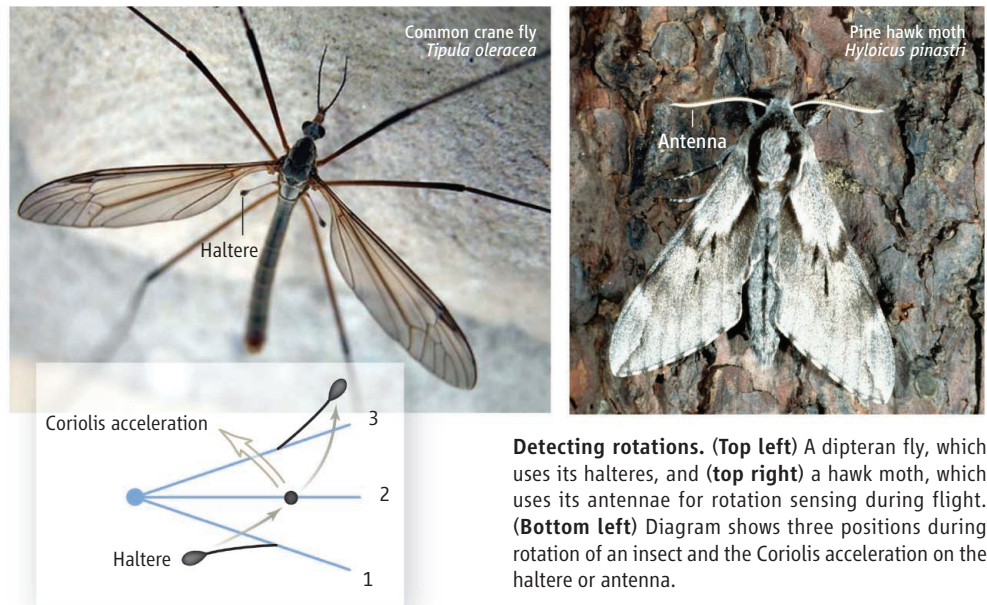 Common crane fly
Tipula oleracea
Haltere
Pine hawk moth
Hyloicus pinastri
Antenna
Coriolis acceleration
3
2
Haltere
1
Detecting rotations. (Top left) A dipteran fly, which
uses its halteres, and (top right) a hawk moth, which
uses its antennae for rotation sensing during flight.
(Bottom left) Diagram shows three positions during
rotation of an insect and the Coriolis acceleration on the
haltere or antenna.